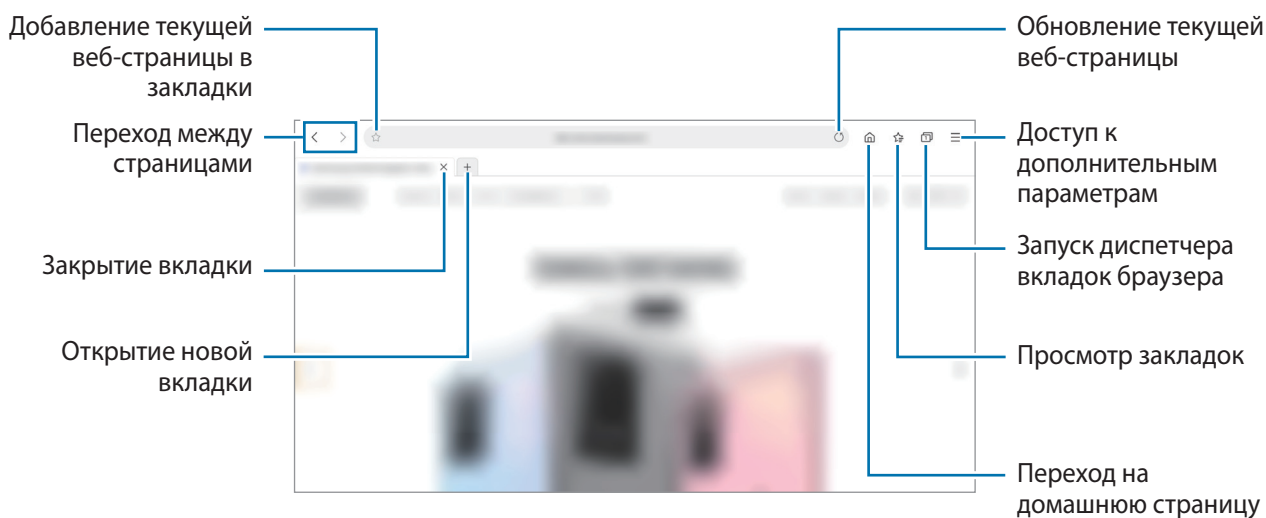 Добавление текущей
веб-страницы в
закладки
Переход между
страницами
Закрытие вкладки
Открытие новой
вкладки
Обновление текущей
веб-страницы
Доступ к
дополнительным
параметрам
Запуск диспетчера
вкладок браузера
Просмотр закладок
Переход на
домашнюю страницу